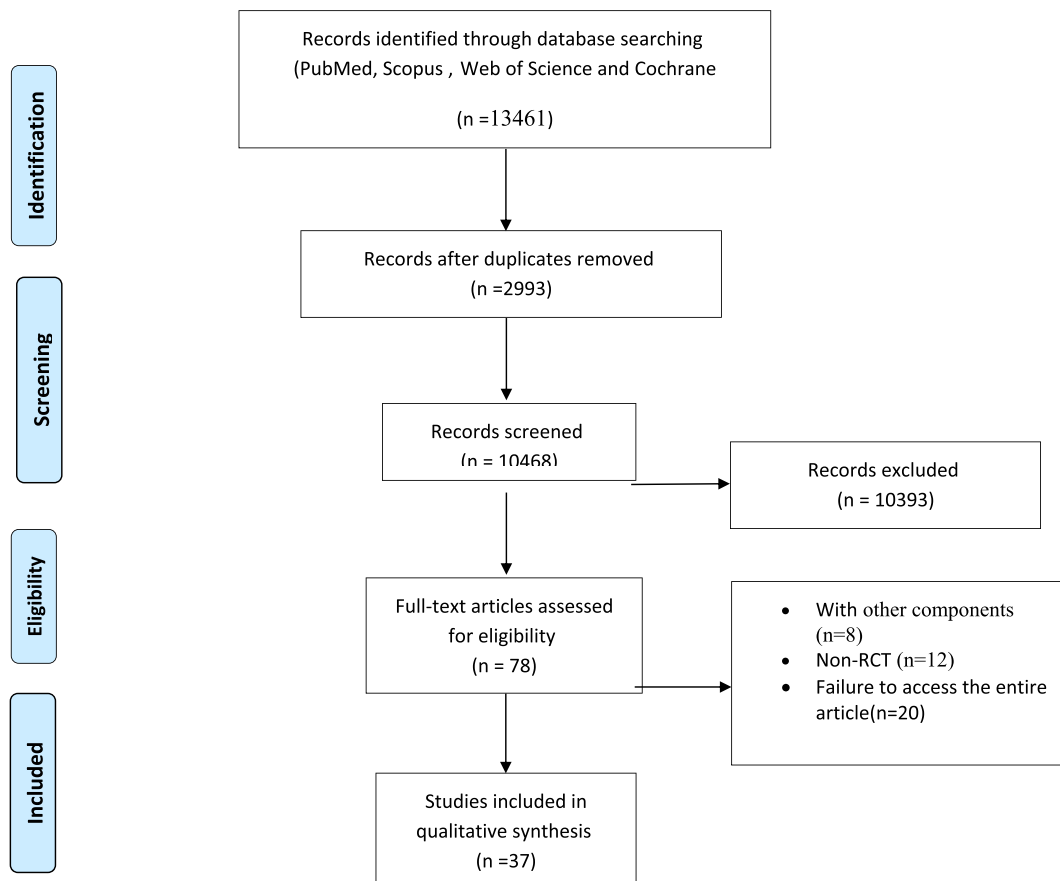 Records identified through database searching
(PubMed, Scopus , Web of Science and Cochrane
(n =13461)
Identification
Records after duplicates removed
(n =2993)
Screening
Records screened
(n = 10468)
Records excluded
(n = 10393)
Eligibility
Full-text articles assessed
for eligibility
(n = 78)
• With other components
(n=8)
• Non-RCT (n=12)
• Failure to access the entire
article(n=20)
Included
Studies included in
qualitative synthesis
(n =37)